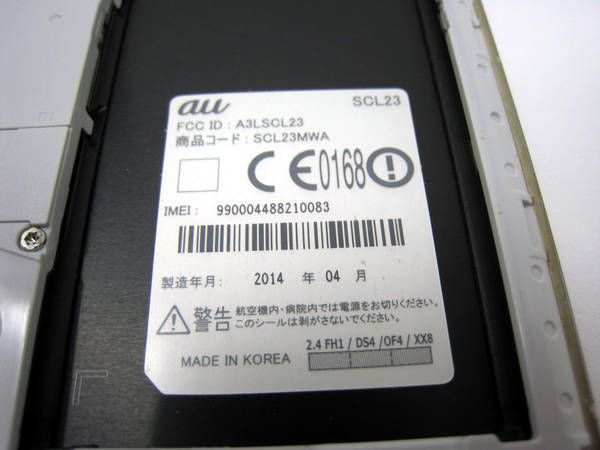 au SCL23
FCC ID : A3LSCL23
商品コード : SCL23MWA
CE0168
IMEI : 990004488210083
製造年月: 2014 年 04 月
警告 航空機内・病院内では電源をお切りください。
このシールは剥がさないでください。
2.4 FH1 / DS4 /OF4 / XX8
MADE IN KOREA